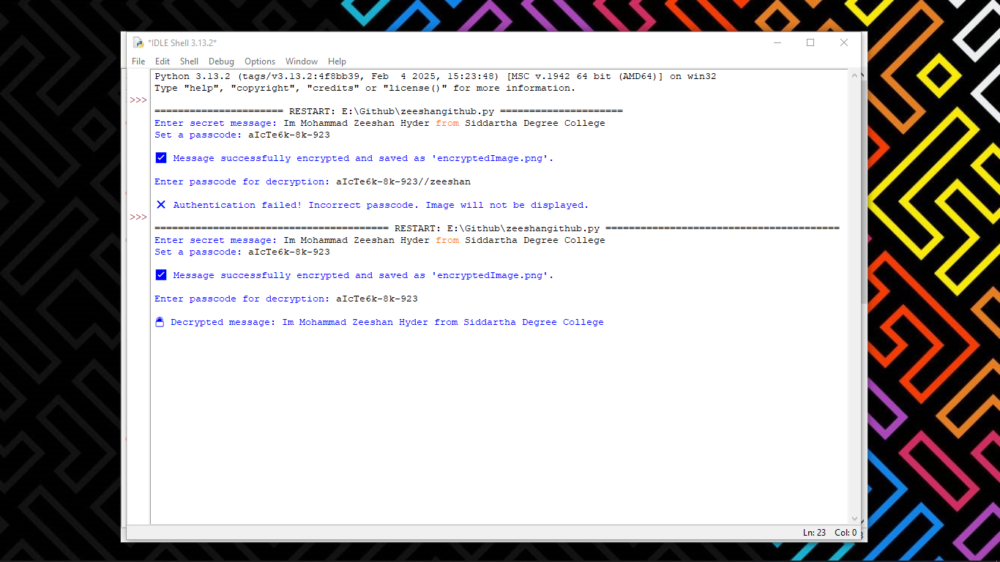 *IDLE Shell 3.13.2*
File Edit Shell Debug Options Window Help
Python 3.13.2 (tags/v3.13.2:4f8bb39, Feb  4 2025, 15:23:48) [MSC v.1942 64 bit (AMD64)] on win32
Type "help", "copyright", "credits" or "license()" for more information.
>>>
====================== RESTART: E:\Github\zeeshangithub.py =====================
Enter secret message: Im Mohammad Zeeshan Hyder from Siddartha Degree College
Set a passcode: aIcTe6k-8k-923
✅ Message successfully encrypted and saved as 'encryptedImage.png'.
Enter passcode for decryption: aIcTe6k-8k-923//zeeshan
❌ Authentication failed! Incorrect passcode. Image will not be displayed.
>>>
======================================== RESTART: E:\Github\zeeshangithub.py ========================================
Enter secret message: Im Mohammad Zeeshan Hyder from Siddartha Degree College
Set a passcode: aIcTe6k-8k-923
✅ Message successfully encrypted and saved as 'encryptedImage.png'.
Enter passcode for decryption: aIcTe6k-8k-923
🔓 Decrypted message: Im Mohammad Zeeshan Hyder from Siddartha Degree College
Ln: 23 Col: 0